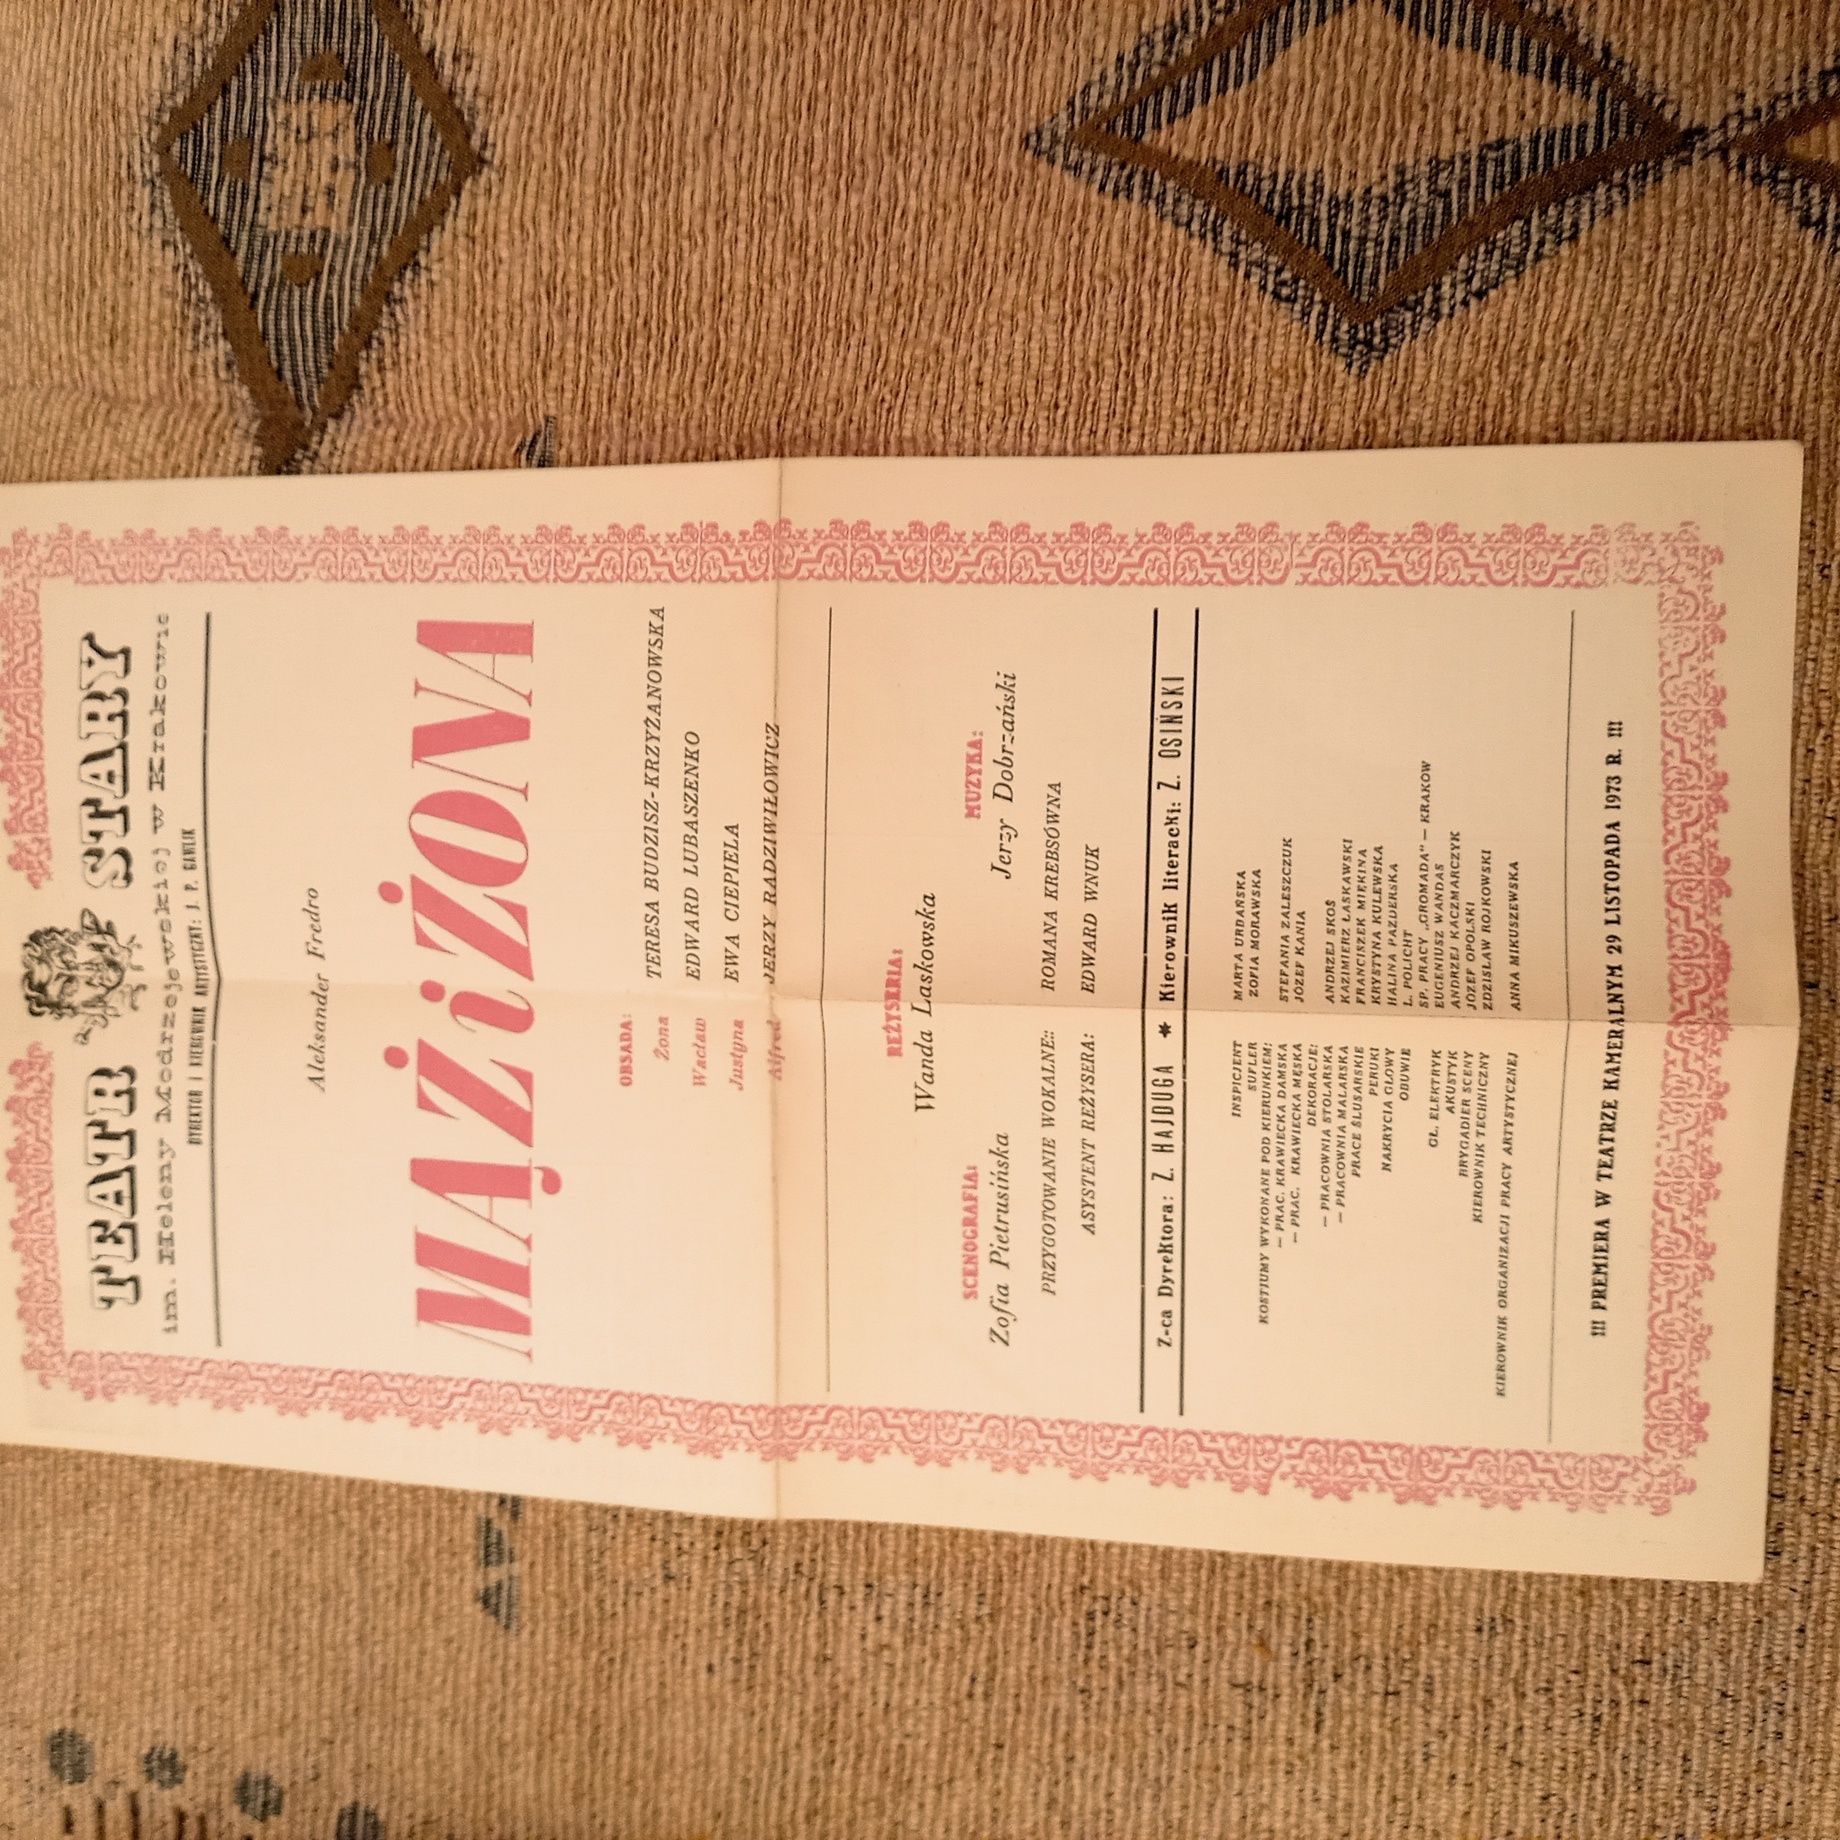 TEATR STARY
im. Heleny Modrzejewskiej w Krakowie
DYREKTOR I KIEROWNIK ARTYSTYCZNY: J. P. GAWLIK
Aleksander Fredro
MĄŻ i ŻONA
OBSADA:
Żona TERESA BUDZISZ-KRZYŻANOWSKA
Wacław EDWARD LUBASZENKO
Justyna EWA CIEPIELA
Alfred JERZY RADZIWIŁOWICZ
REŻYSERIA:
Wanda Laskowska
SCENOGRAFIA: MUZYKA:
Zofia Pietrusińska Jerzy Dobrzański
PRZYGOTOWANIE WOKALNE: ROMANA KREBSÓWNA
ASYSTENT REŻYSERA: EDWARD WNUK
Z-ca Dyrektora: Z. HAJDUGA * Kierownik literacki: Z. OSIŃSKI
INSPICJENT MARTA URDAŃSKA
SUFLER ZOFIA MORAWSKA
KOSTIUMY WYKONANE POD KIERUNKIEM:
— PRAC. KRAWIECKA DAMSKA STEFANIA ZALESZCZUK
— PRAC. KRAWIECKA MĘSKA JÓZEF KANIA
DEKORACJE:
— PRACOWNIA STOLARSKA ANDRZEJ SKOŚ
— PRACOWNIA MALARSKA KAZIMIERZ LASKAWSKI
PRACE ŚLUSARSKIE FRANCISZEK MIĘKINA
PERUKI KRYSTYNA KULEWSKA
NAKRYCIA GŁOWY HALINA PAZDERSKA
OBUWIE L. POLICHT
SP. PRACY „GROMADA" — KRAKÓW
GŁ. ELEKTRYK EUGENIUSZ WANDAS
AKUSTYK ANDRZEJ KACZMARCZYK
BRYGADIER SCENY JÓZEF OPOLSKI
KIEROWNIK TECHNICZNY ZDZISŁAW ROJKOWSKI
KIEROWNIK ORGANIZACJI PRACY ARTYSTYCZNEJ ANNA MIKUSZEWSKA
!!! PREMIERA W TEATRZE KAMERALNYM 29 LISTOPADA 1973 R. !!!